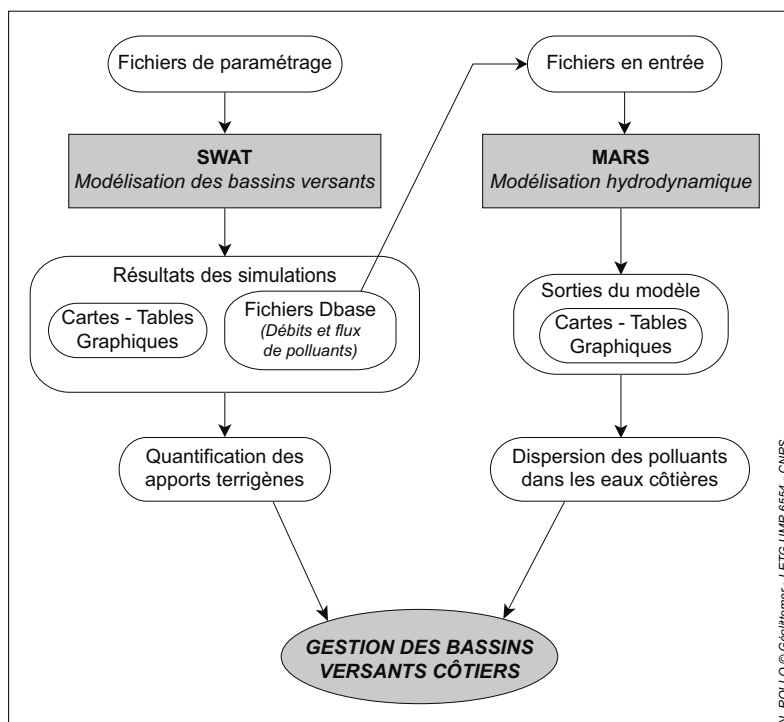 Fichiers de paramétrage
Fichiers en entrée
SWAT
Modélisation des bassins versants
MARS
Modélisation hydrodynamique
Résultats des simulations
Cartes - Tables
Graphiques
Fichiers Dbase
(Débits et flux
de polluants)
Sorties du modèle
Cartes - Tables
Graphiques
Quantification des
apports terrigènes
Dispersion des polluants
dans les eaux côtières
GESTION DES BASSINS
VERSANTS CÔTIERS
ROLLO © Géolittomer - LETG UMR 6554 - CNRS